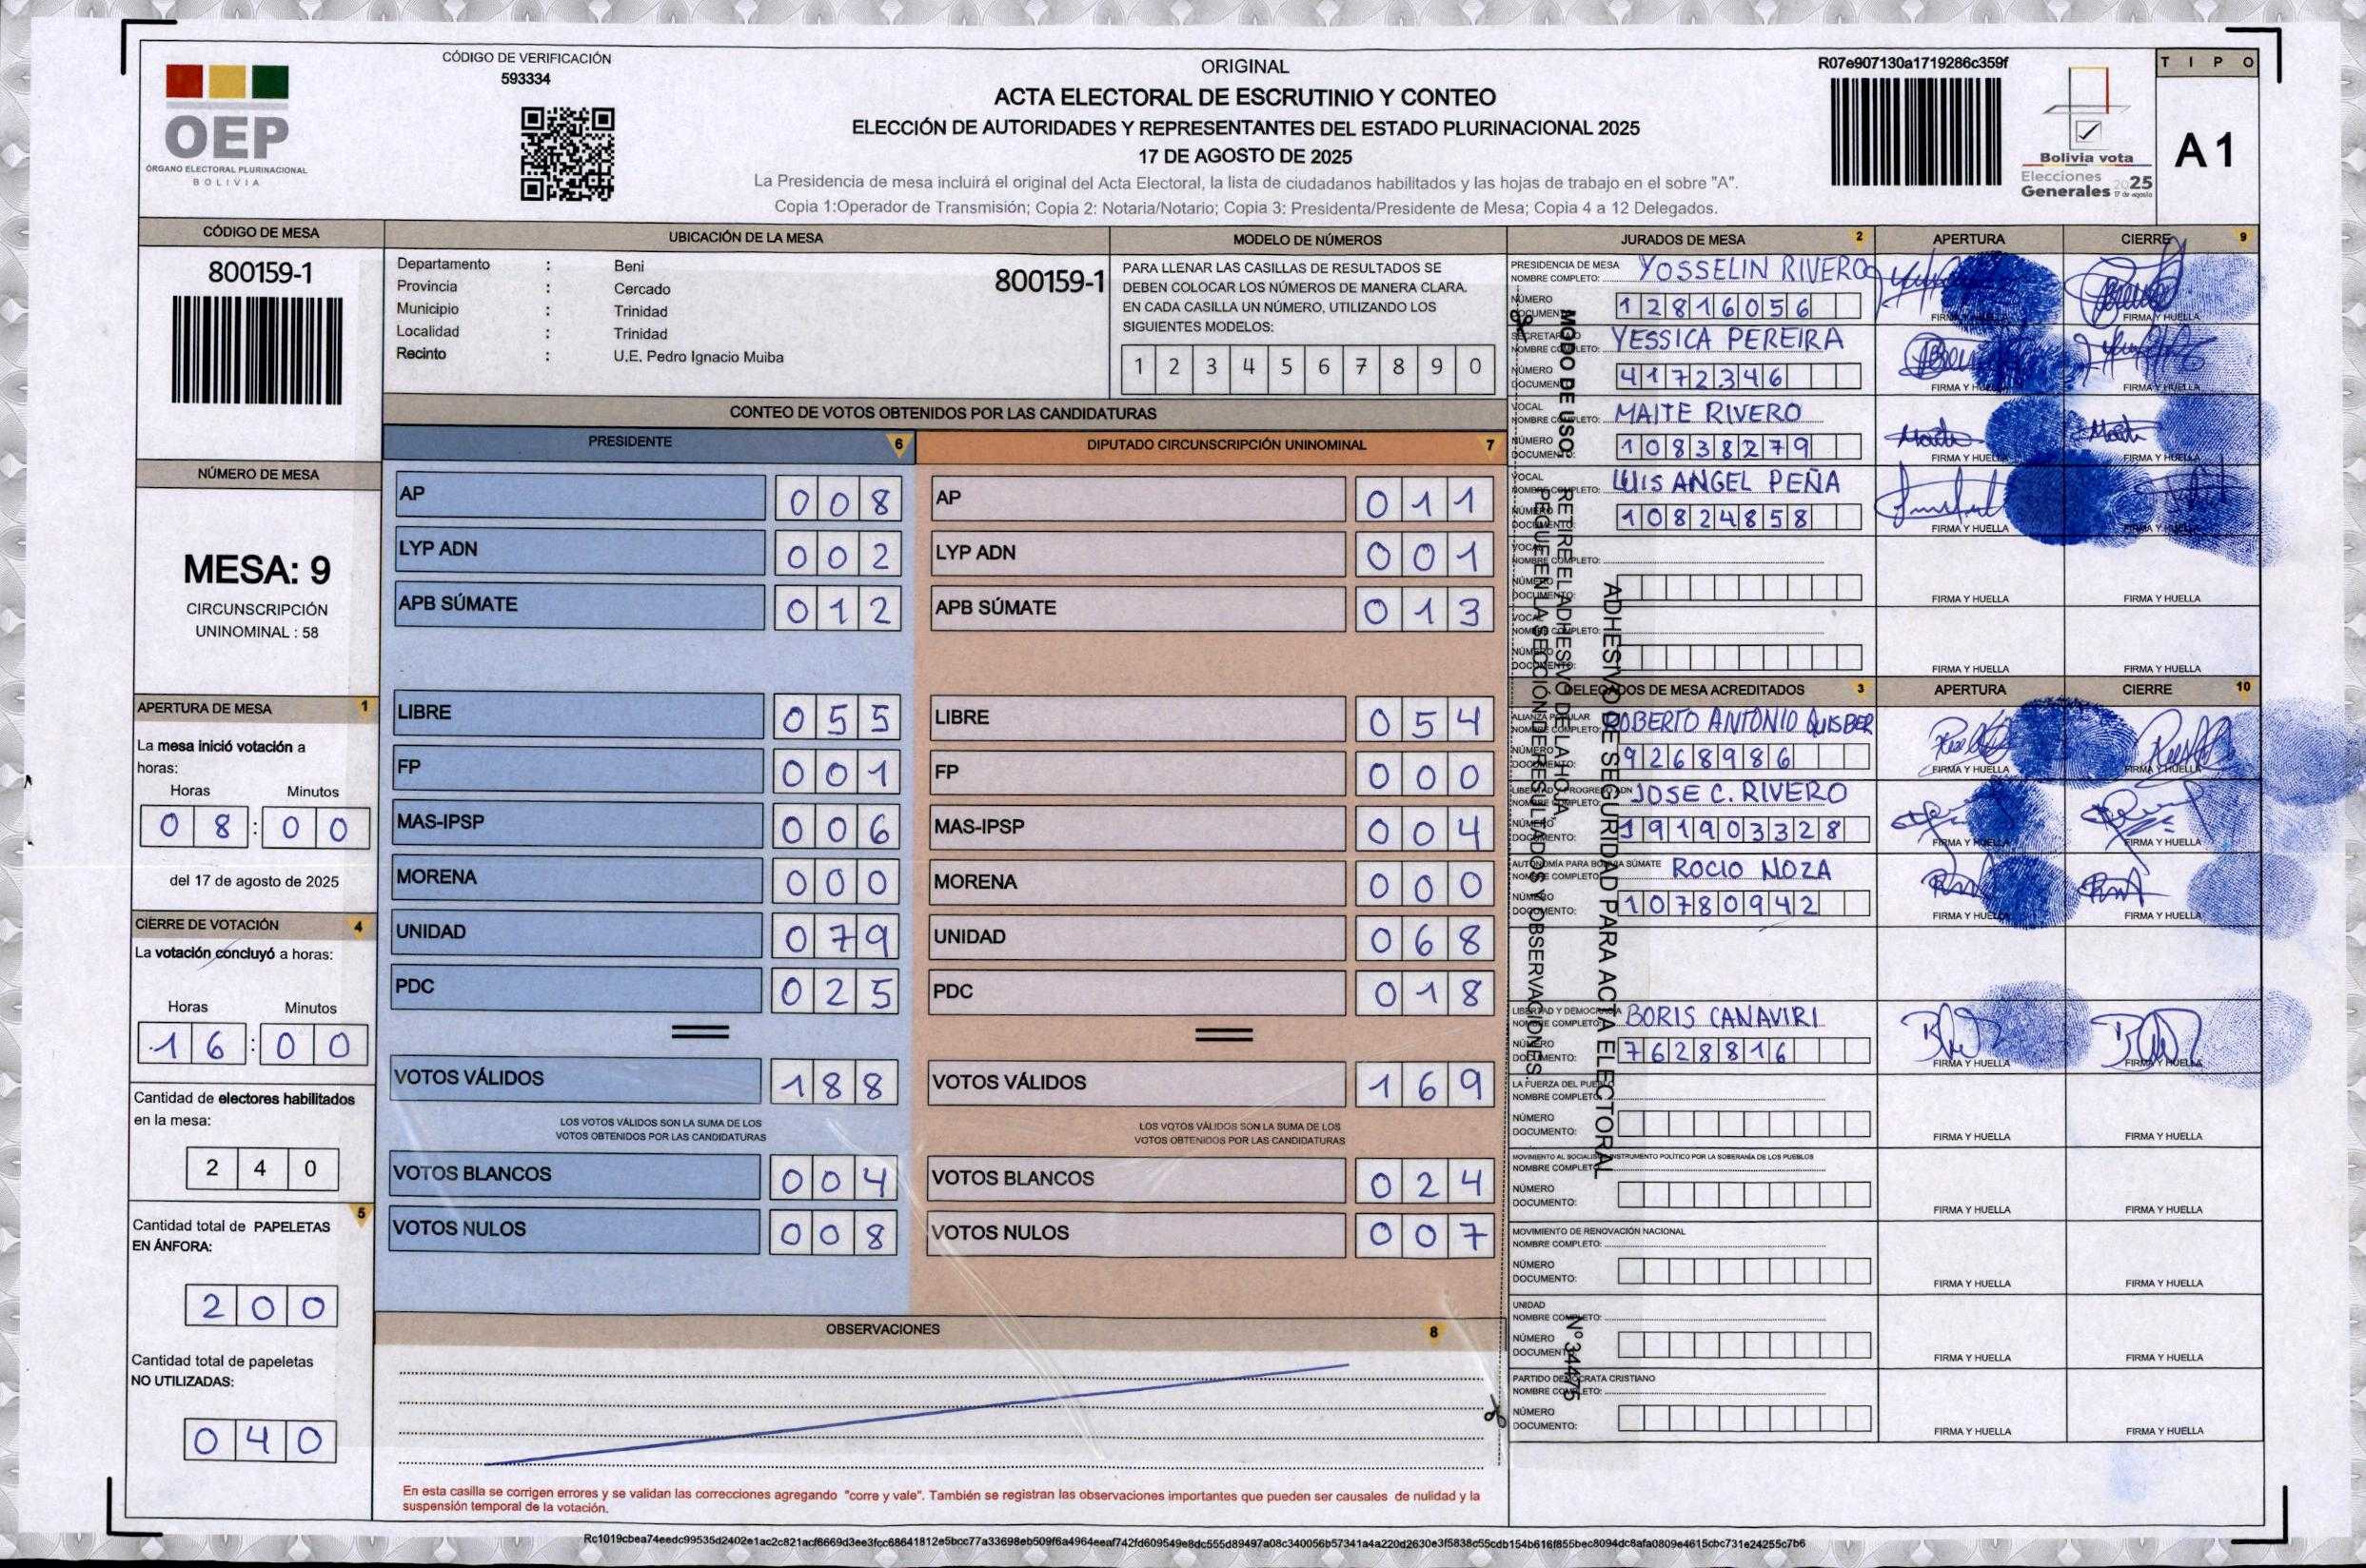 CÓDIGO DE VERIFICACIÓN
593334
OEP
ÓRGANO ELECTORAL PLURINACIONAL
BOLIVIA
ORIGINAL
ACTA ELECTORAL DE ESCRUTINIO Y CONTEO
ELECCIÓN DE AUTORIDADES Y REPRESENTANTES DEL ESTADO PLURINACIONAL 2025
17 DE AGOSTO DE 2025
La Presidencia de mesa incluirá el original del Acta Electoral, la lista de ciudadanos habilitados y las hojas de trabajo en el sobre "A".
Copia 1:Operador de Transmisión; Copia 2: Notaria/Notario; Copia 3: Presidenta/Presidente de Mesa; Copia 4 a 12 Delegados.
R07e907130a1719286c359f
Bolivia vota
Elecciones
Generales 2025
17 de agosto
TIPO
A1
CÓDIGO DE MESA
800159-1
NÚMERO DE MESA
MESA: 9
CIRCUNSCRIPCIÓN
UNINOMINAL : 58
APERTURA DE MESA 1
La mesa inició votación a
horas:
Horas Minutos
08:00
del 17 de agosto de 2025
CIERRE DE VOTACIÓN 4
La votación concluyó a horas:
Horas Minutos
16:00
Cantidad de electores habilitados
en la mesa:
240
5
Cantidad total de PAPELETAS
EN ÁNFORA:
200
Cantidad total de papeletas
NO UTILIZADAS:
040
UBICACIÓN DE LA MESA
Departamento : Beni
Provincia : Cercado
Municipio : Trinidad
Localidad : Trinidad
Recinto : U.E. Pedro Ignacio Muiba
800159-1
MODELO DE NÚMEROS
PARA LLENAR LAS CASILLAS DE RESULTADOS SE
DEBEN COLOCAR LOS NÚMEROS DE MANERA CLARA.
EN CADA CASILLA UN NÚMERO, UTILIZANDO LOS
SIGUIENTES MODELOS:
1 2 3 4 5 6 7 8 9 0
CONTEO DE VOTOS OBTENIDOS POR LAS CANDIDATURAS
PRESIDENTE 6
AP 008
LYP ADN 002
APB SÚMATE 012
LIBRE 055
FP 001
MAS-IPSP 006
MORENA 000
UNIDAD 079
PDC 025
VOTOS VÁLIDOS 188
LOS VOTOS VÁLIDOS SON LA SUMA DE LOS
VOTOS OBTENIDOS POR LAS CANDIDATURAS
VOTOS BLANCOS 004
VOTOS NULOS 008
DIPUTADO CIRCUNSCRIPCIÓN UNINOMINAL 7
AP 011
LYP ADN 001
APB SÚMATE 013
LIBRE 054
FP 000
MAS-IPSP 004
MORENA 000
UNIDAD 068
PDC 018
VOTOS VÁLIDOS 169
LOS VOTOS VÁLIDOS SON LA SUMA DE LOS
VOTOS OBTENIDOS POR LAS CANDIDATURAS
VOTOS BLANCOS 024
VOTOS NULOS 007
OBSERVACIONES 8
En esta casilla se corrigen errores y se validan las correcciones agregando "corre y vale". También se registran las observaciones importantes que pueden ser causales de nulidad y la
suspensión temporal de la votación.
JURADOS DE MESA 2 APERTURA CIERRE 9
PRESIDENCIA DE MESA
NOMBRE COMPLETO: YOSSELIN RIVERO
NÚMERO DOCUMENTO: 12816056
FIRMA Y HUELLA FIRMA Y HUELLA
SECRETARIO
NOMBRE COMPLETO: YESSICA PEREIRA
NÚMERO DOCUMENTO: 4172346
FIRMA Y HUELLA FIRMA Y HUELLA
VOCAL
NOMBRE COMPLETO: MAITE RIVERO
NÚMERO DOCUMENTO: 10838279
FIRMA Y HUELLA FIRMA Y HUELLA
VOCAL
NOMBRE COMPLETO: LUIS ANGEL PEÑA
NÚMERO DOCUMENTO: 10824858
FIRMA Y HUELLA FIRMA Y HUELLA
VOCAL
NOMBRE COMPLETO:
NÚMERO DOCUMENTO:
FIRMA Y HUELLA FIRMA Y HUELLA
VOCAL
NOMBRE COMPLETO:
NÚMERO DOCUMENTO:
FIRMA Y HUELLA FIRMA Y HUELLA
DELEGADOS DE MESA ACREDITADOS 3 APERTURA CIERRE 10
ALIANZA POPULAR
NOMBRE COMPLETO: ROBERTO ANTONIO QUISBER
NÚMERO DOCUMENTO: 9268986
FIRMA Y HUELLA FIRMA Y HUELLA
LIBERTAD Y PROGRESO ADN
NOMBRE COMPLETO: JOSE C. RIVERO
NÚMERO DOCUMENTO: 191903328
FIRMA Y HUELLA FIRMA Y HUELLA
AUTONOMÍA PARA BOLIVIA SÚMATE
NOMBRE COMPLETO: ROCIO NOZA
NÚMERO DOCUMENTO: 10780942
FIRMA Y HUELLA FIRMA Y HUELLA
LIBERTAD Y DEMOCRACIA
NOMBRE COMPLETO: BORIS CANAVIRI
NÚMERO DOCUMENTO: 7628816
FIRMA Y HUELLA FIRMA Y HUELLA
LA FUERZA DEL PUEBLO
NOMBRE COMPLETO:
NÚMERO DOCUMENTO:
FIRMA Y HUELLA FIRMA Y HUELLA
MOVIMIENTO AL SOCIALISMO INSTRUMENTO POLÍTICO POR LA SOBERANÍA DE LOS PUEBLOS
NOMBRE COMPLETO:
NÚMERO DOCUMENTO:
FIRMA Y HUELLA FIRMA Y HUELLA
MOVIMIENTO DE RENOVACIÓN NACIONAL
NOMBRE COMPLETO:
NÚMERO DOCUMENTO:
FIRMA Y HUELLA FIRMA Y HUELLA
UNIDAD
NOMBRE COMPLETO:
NÚMERO DOCUMENTO:
FIRMA Y HUELLA FIRMA Y HUELLA
PARTIDO DEMÓCRATA CRISTIANO
NOMBRE COMPLETO:
NÚMERO DOCUMENTO:
FIRMA Y HUELLA FIRMA Y HUELLA
ADHESIVO DE SEGURIDAD PARA ACTA ELECTORAL
MODO DE USO:
RETIRE EL ADHESIVO DE LA HOJA,
PEGUE EN LA SECCIÓN DE RESULTADOS Y OBSERVACIONES.
N° 34475